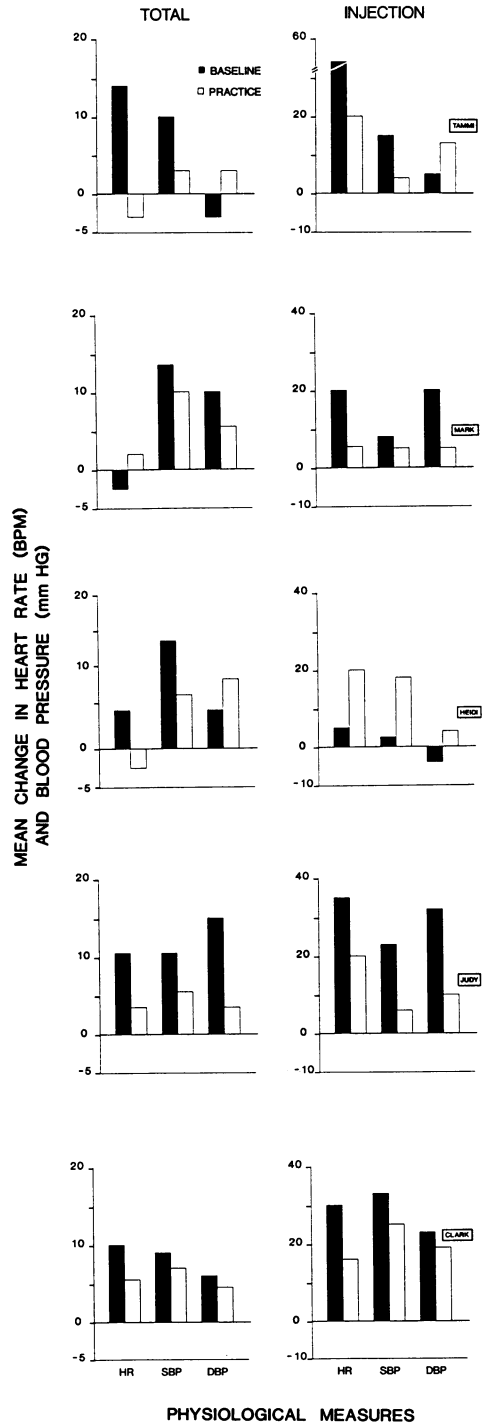 TOTAL
INJECTION
20
10
0
-5
BASELINE
PRACTICE
60
20
0
-10
TAMMI
20
10
0
-5
40
20
0
-10
MARK
20
10
0
-5
40
20
0
-10
HEIDI
20
10
0
-5
40
20
0
-10
JUDY
20
10
0
-5
HR SBP DBP
40
20
0
-10
CLARK
HR SBP DBP
MEAN CHANGE IN HEART RATE (BPM)
AND BLOOD PRESSURE (mm HG)
PHYSIOLOGICAL MEASURES